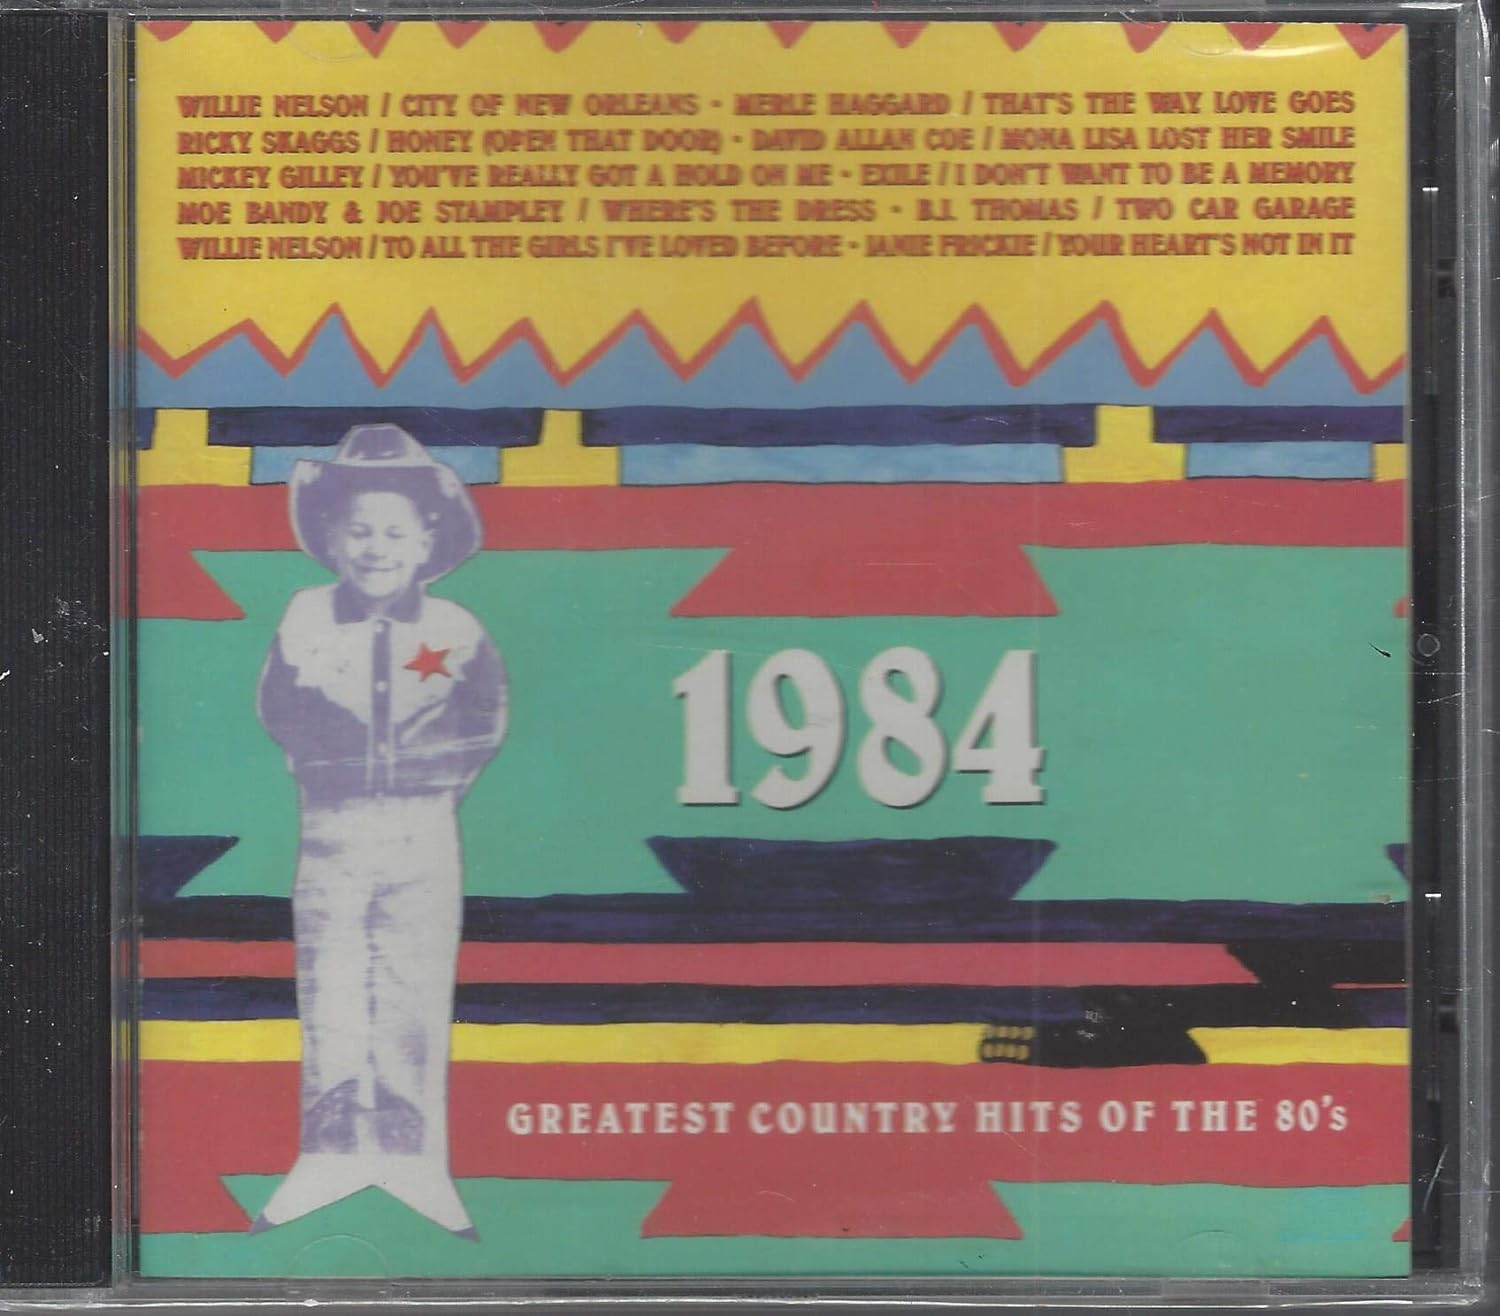 WILLIE NELSON / CITY OF NEW ORLEANS • MERLE HAGGARD / THAT'S THE WAY LOVE GOES
RICKY SKAGGS / HONEY (OPEN THAT DOOR) • DAVID ALLAN COE / MONA LISA LOST HER SMILE
MICKEY GILLEY / YOU'VE REALLY GOT A HOLD ON ME • EXILE / I DON'T WANT TO BE A MEMORY
MOE BANDY & JOE STAMPLEY / WHERE'S THE DRESS • B.J. THOMAS / TWO CAR GARAGE
WILLIE NELSON / TO ALL THE GIRLS I'VE LOVED BEFORE • JANIE FRICKIE / YOUR HEART'S NOT IN IT
1984
GREATEST COUNTRY HITS OF THE 80's